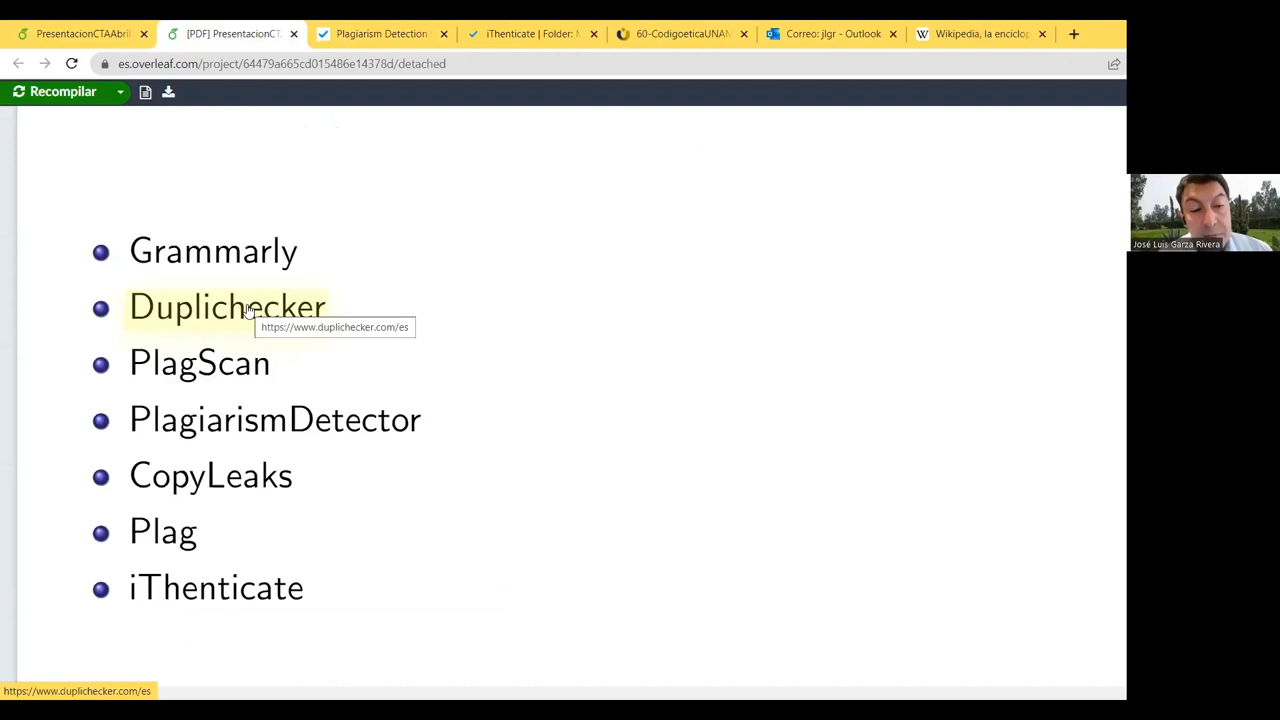 PresentacionCTAAbri
[PDF] PresentacionCT.
Plagiarism Detection
iThenticate | Folder: M
60-CodigoeticaUNAN
Correo: jlgr - Outlook
Wikipedia, la enciclop
es.overleaf.com/project/64479a665cd015486e14378d/detached
Recompilar
Grammarly
Duplichecker
https://www.duplichecker.com/es
PlagScan
PlagiarismDetector
CopyLeaks
Plag
iThenticate
José Luis Garza Rivera
https://www.duplichecker.com/es